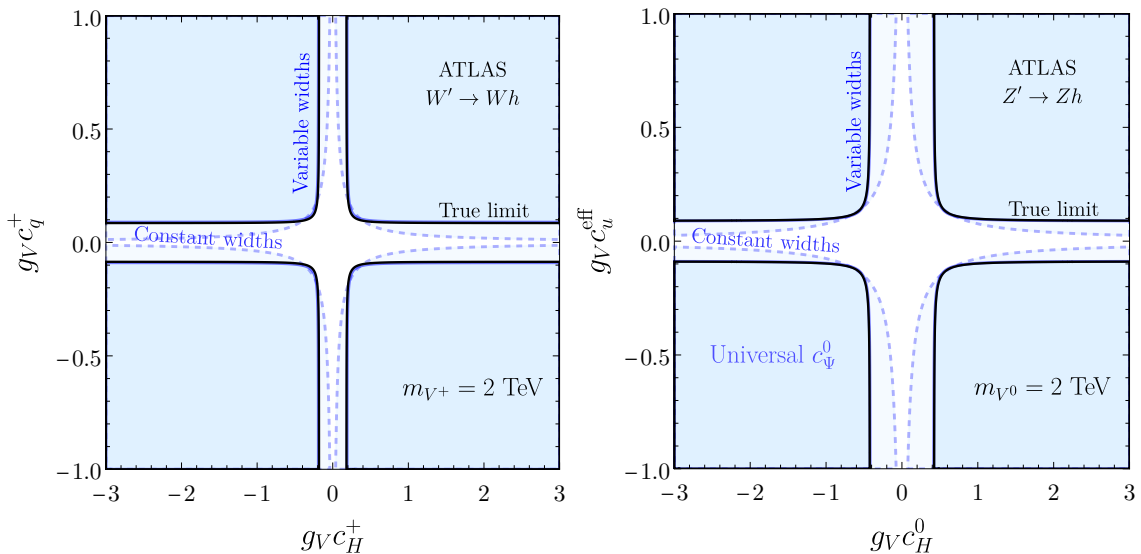 1.0
0.5
0.0
−0.5
−1.0
g_V c_q^+
Variable widths
ATLAS
W′ → Wh
True limit
Constant widths
m_{V^+} = 2 TeV
−3 −2 −1 0 1 2 3
g_V c_H^+
1.0
0.5
0.0
−0.5
−1.0
g_V c_u^{eff}
Variable widths
ATLAS
Z′ → Zh
True limit
Constant widths
Universal c_Ψ^0
m_{V^0} = 2 TeV
−3 −2 −1 0 1 2 3
g_V c_H^0